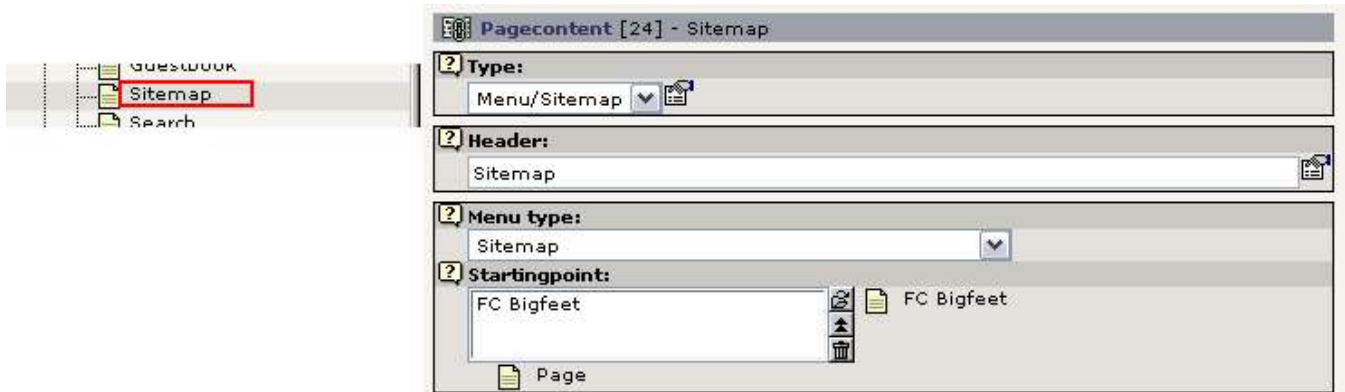 Guestbook
Sitemap
Search
Pagecontent [24] - Sitemap
Type:
Menu/Sitemap
Header:
Sitemap
Menu type:
Sitemap
Startingpoint:
FC Bigfeet
FC Bigfeet
Page